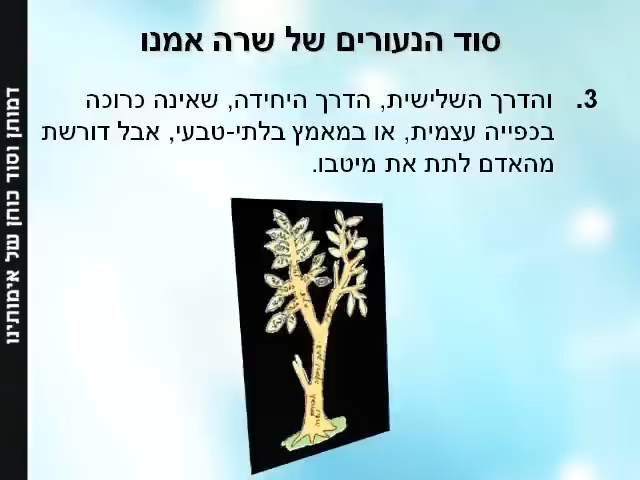 סוד הנעורים של שרה אמנו
3. והדרך השלישית, הדרך היחידה, שאינה כרוכה
בכפייה עצמית, או במאמץ בלתי-טבעי, אבל דורשת
מהאדם לתת את מיטבו.
דמותן וסוד כוחן של אימותינו